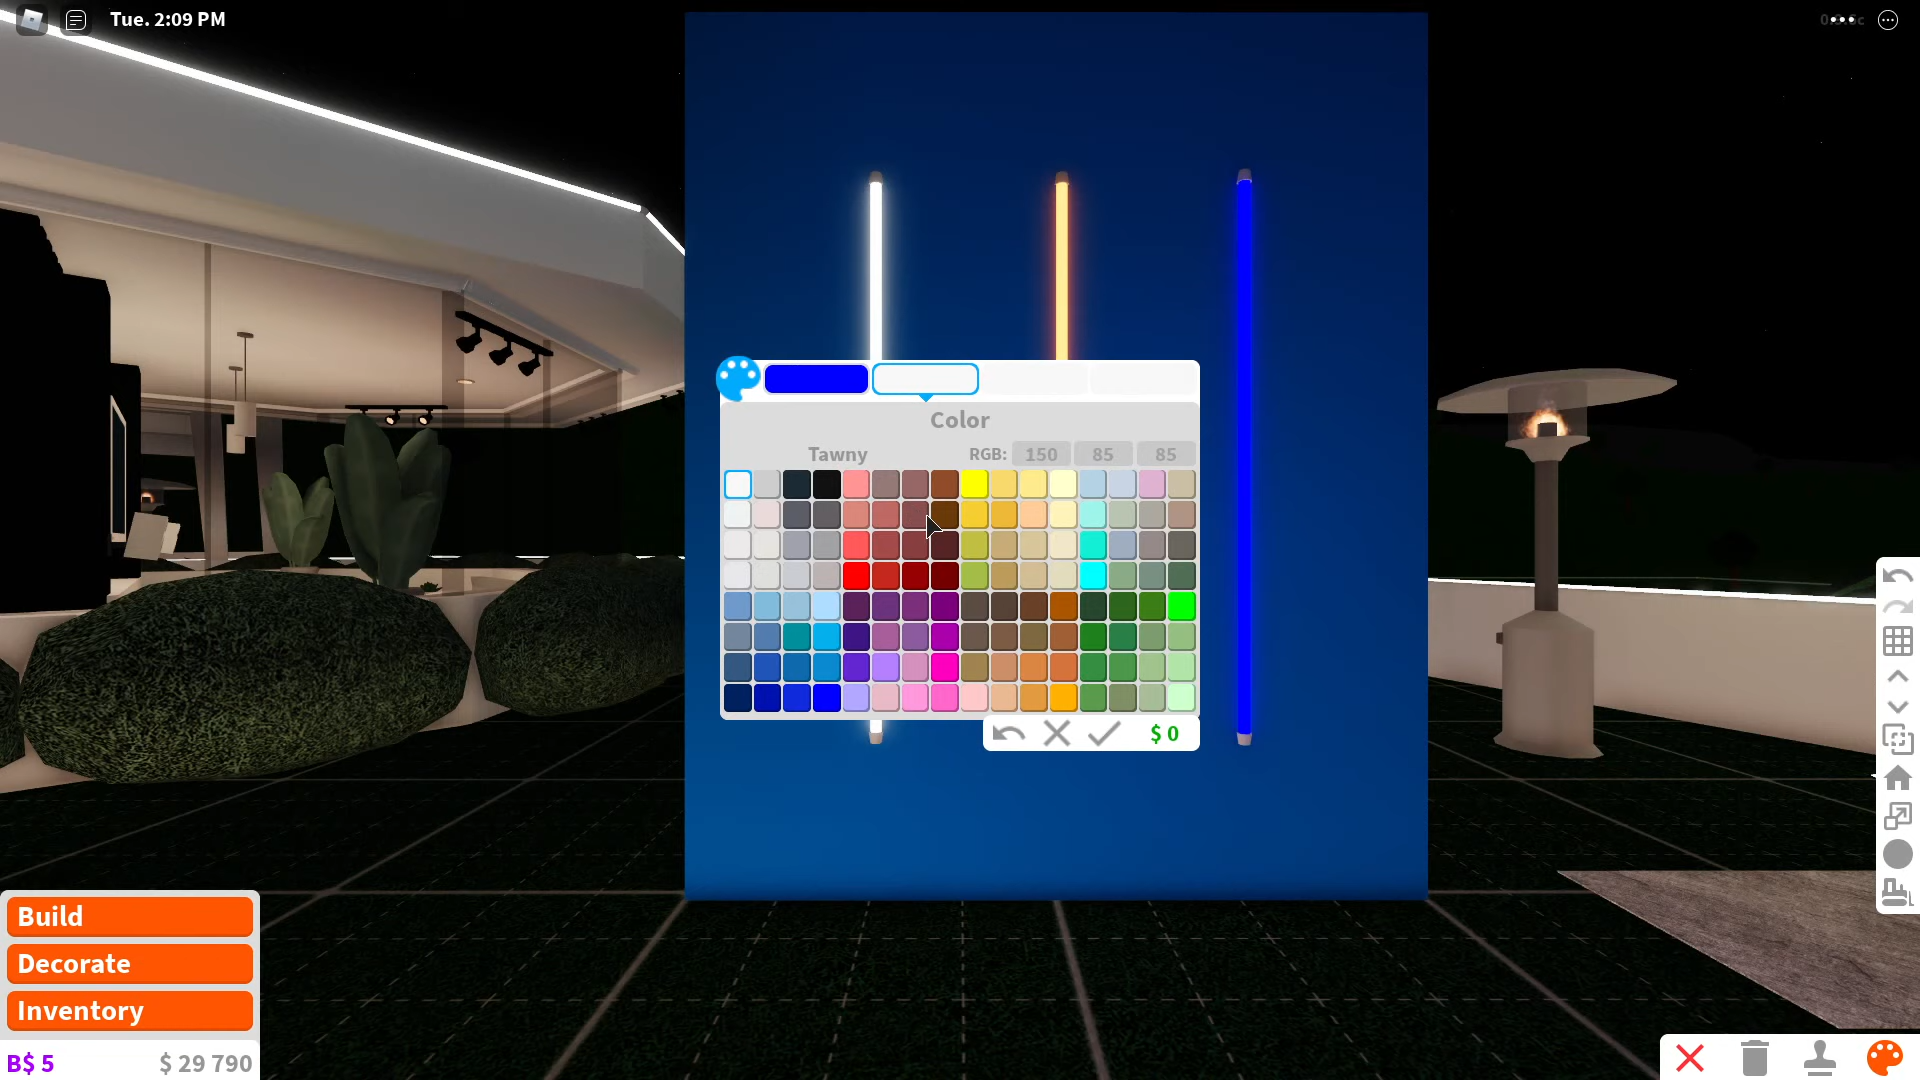 Tue. 2:09 PM
Color
Tawny
RGB: 150 85 85
$ 0
Build
Decorate
Inventory
B$ 5 $ 29 790